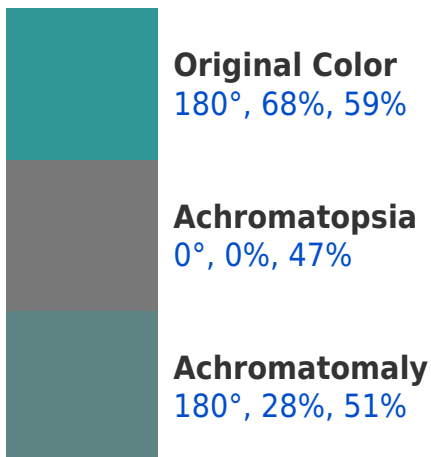 Original Color
180°, 68%, 59%
Achromatopsia
0°, 0%, 47%
Achromatomaly
180°, 28%, 51%